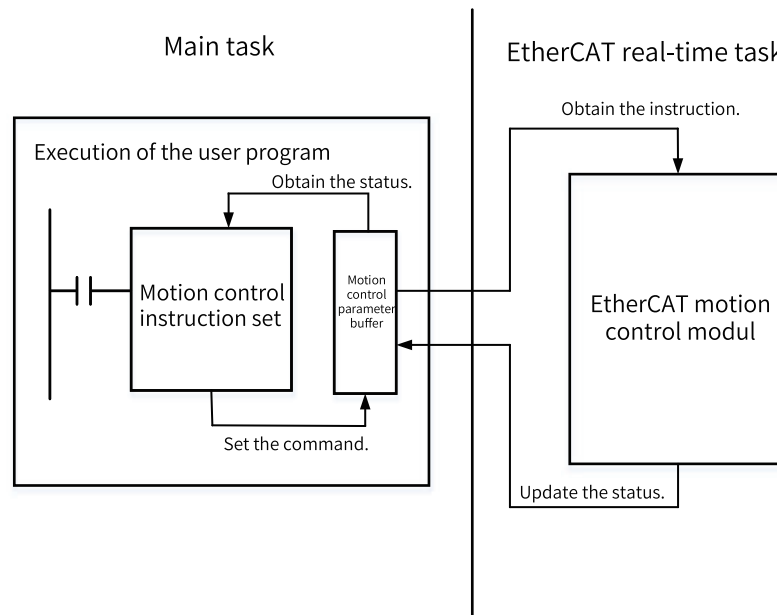 Main task
EtherCAT real-time task
Obtain the instruction.
Execution of the user program
Obtain the status.
Motion control
instruction set
Motion
control
parameter
buffer
EtherCAT motion
control modul
Set the command.
Update the status.